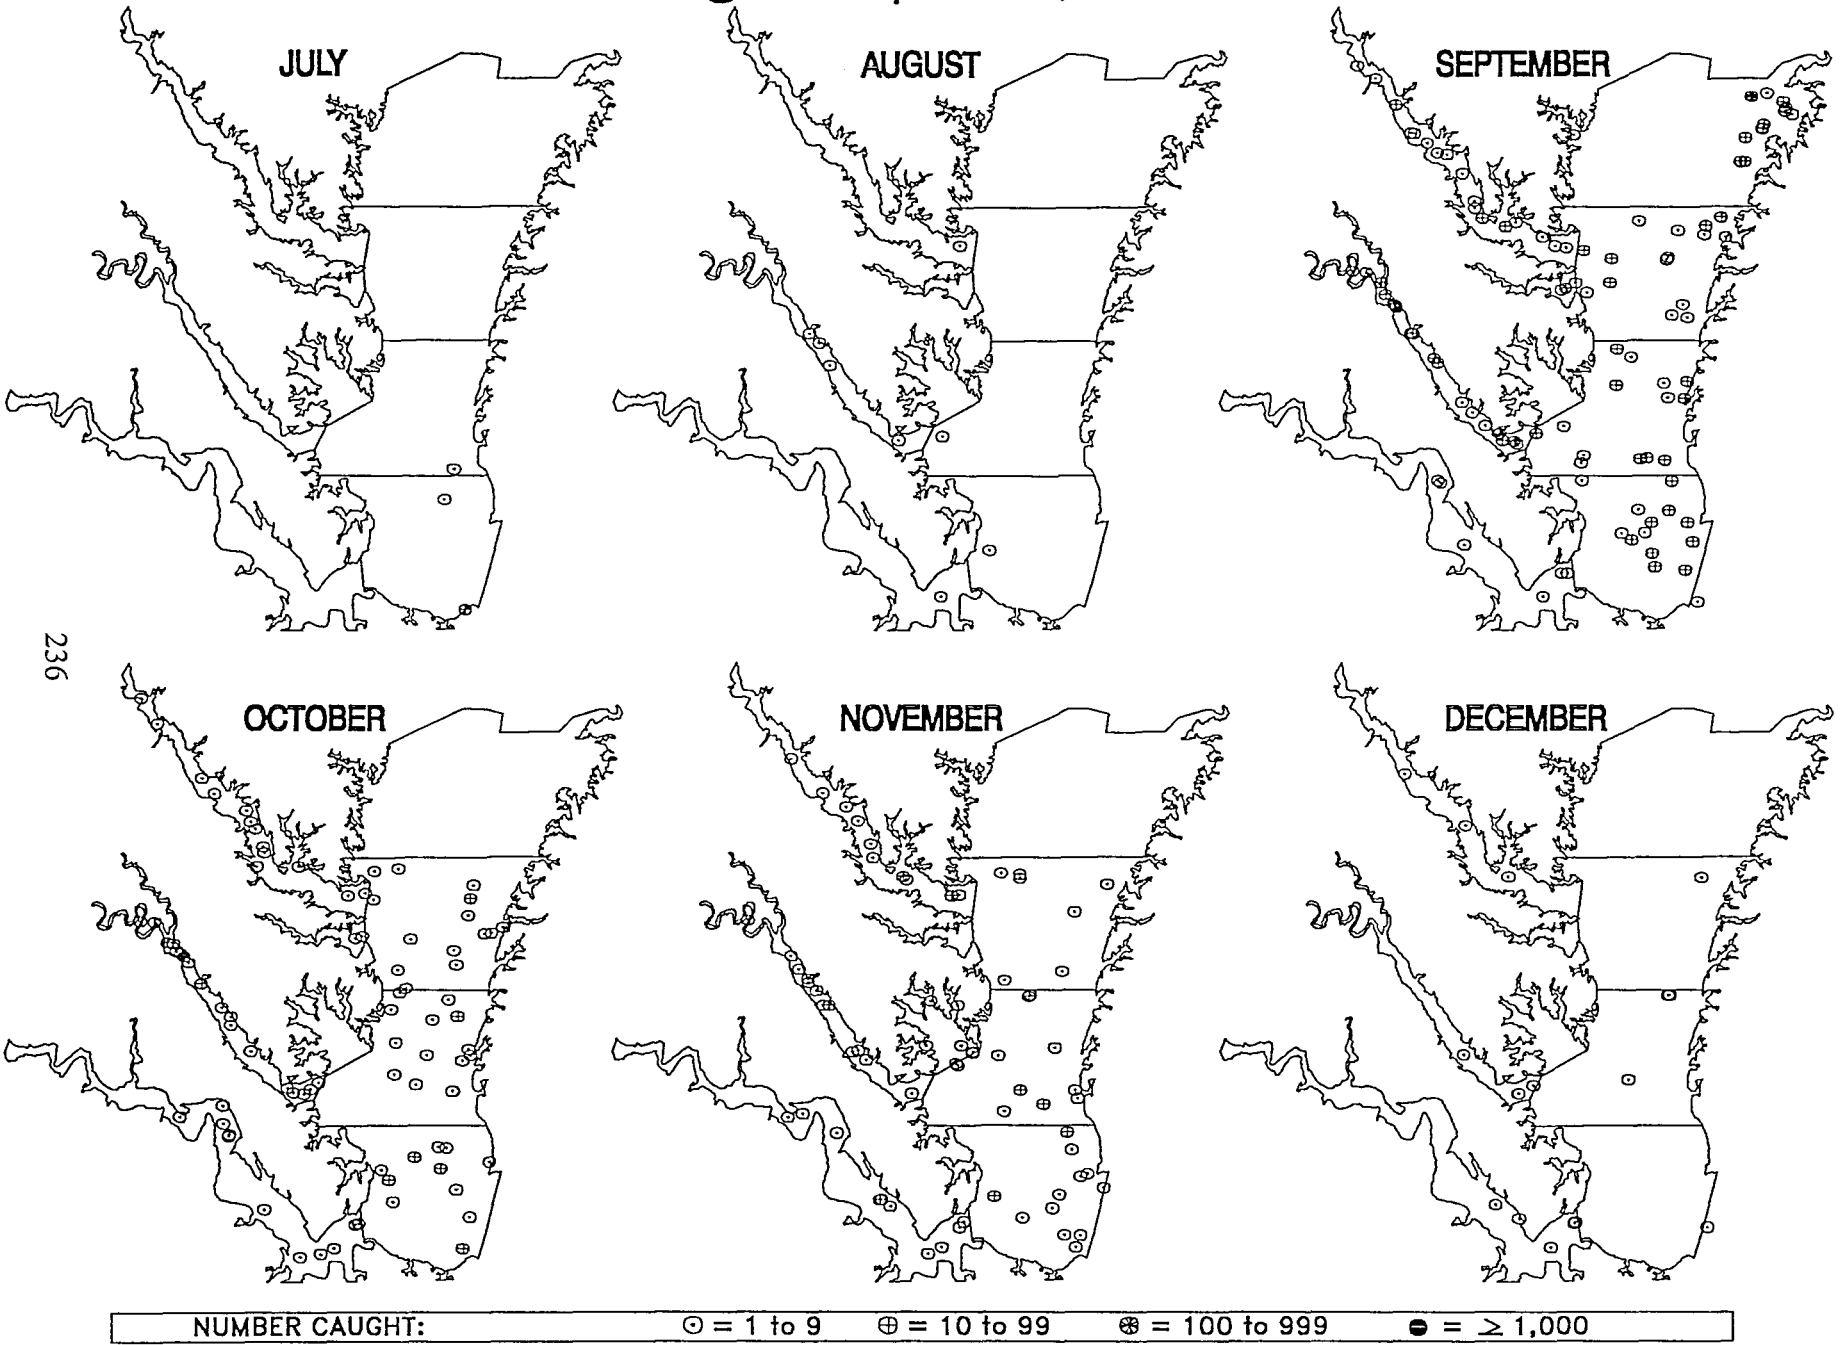 JULY
AUGUST
SEPTEMBER
236
OCTOBER
NOVEMBER
DECEMBER
NUMBER CAUGHT: ⊙ = 1 to 9 ⊕ = 10 to 99 ⊛ = 100 to 999 ⊖ = ≥ 1,000